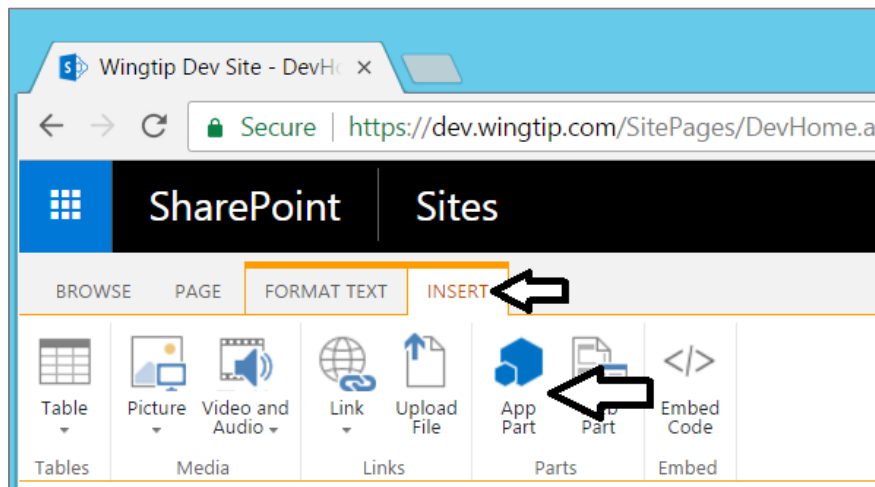 Wingtip Dev Site - DevHo
Secure https://dev.wingtip.com/SitePages/DevHome.a
SharePoint Sites
BROWSE PAGE FORMAT TEXT INSERT
Table Picture Video and Audio Link Upload File App Part Part Embed Code
Tables Media Links Parts Embed